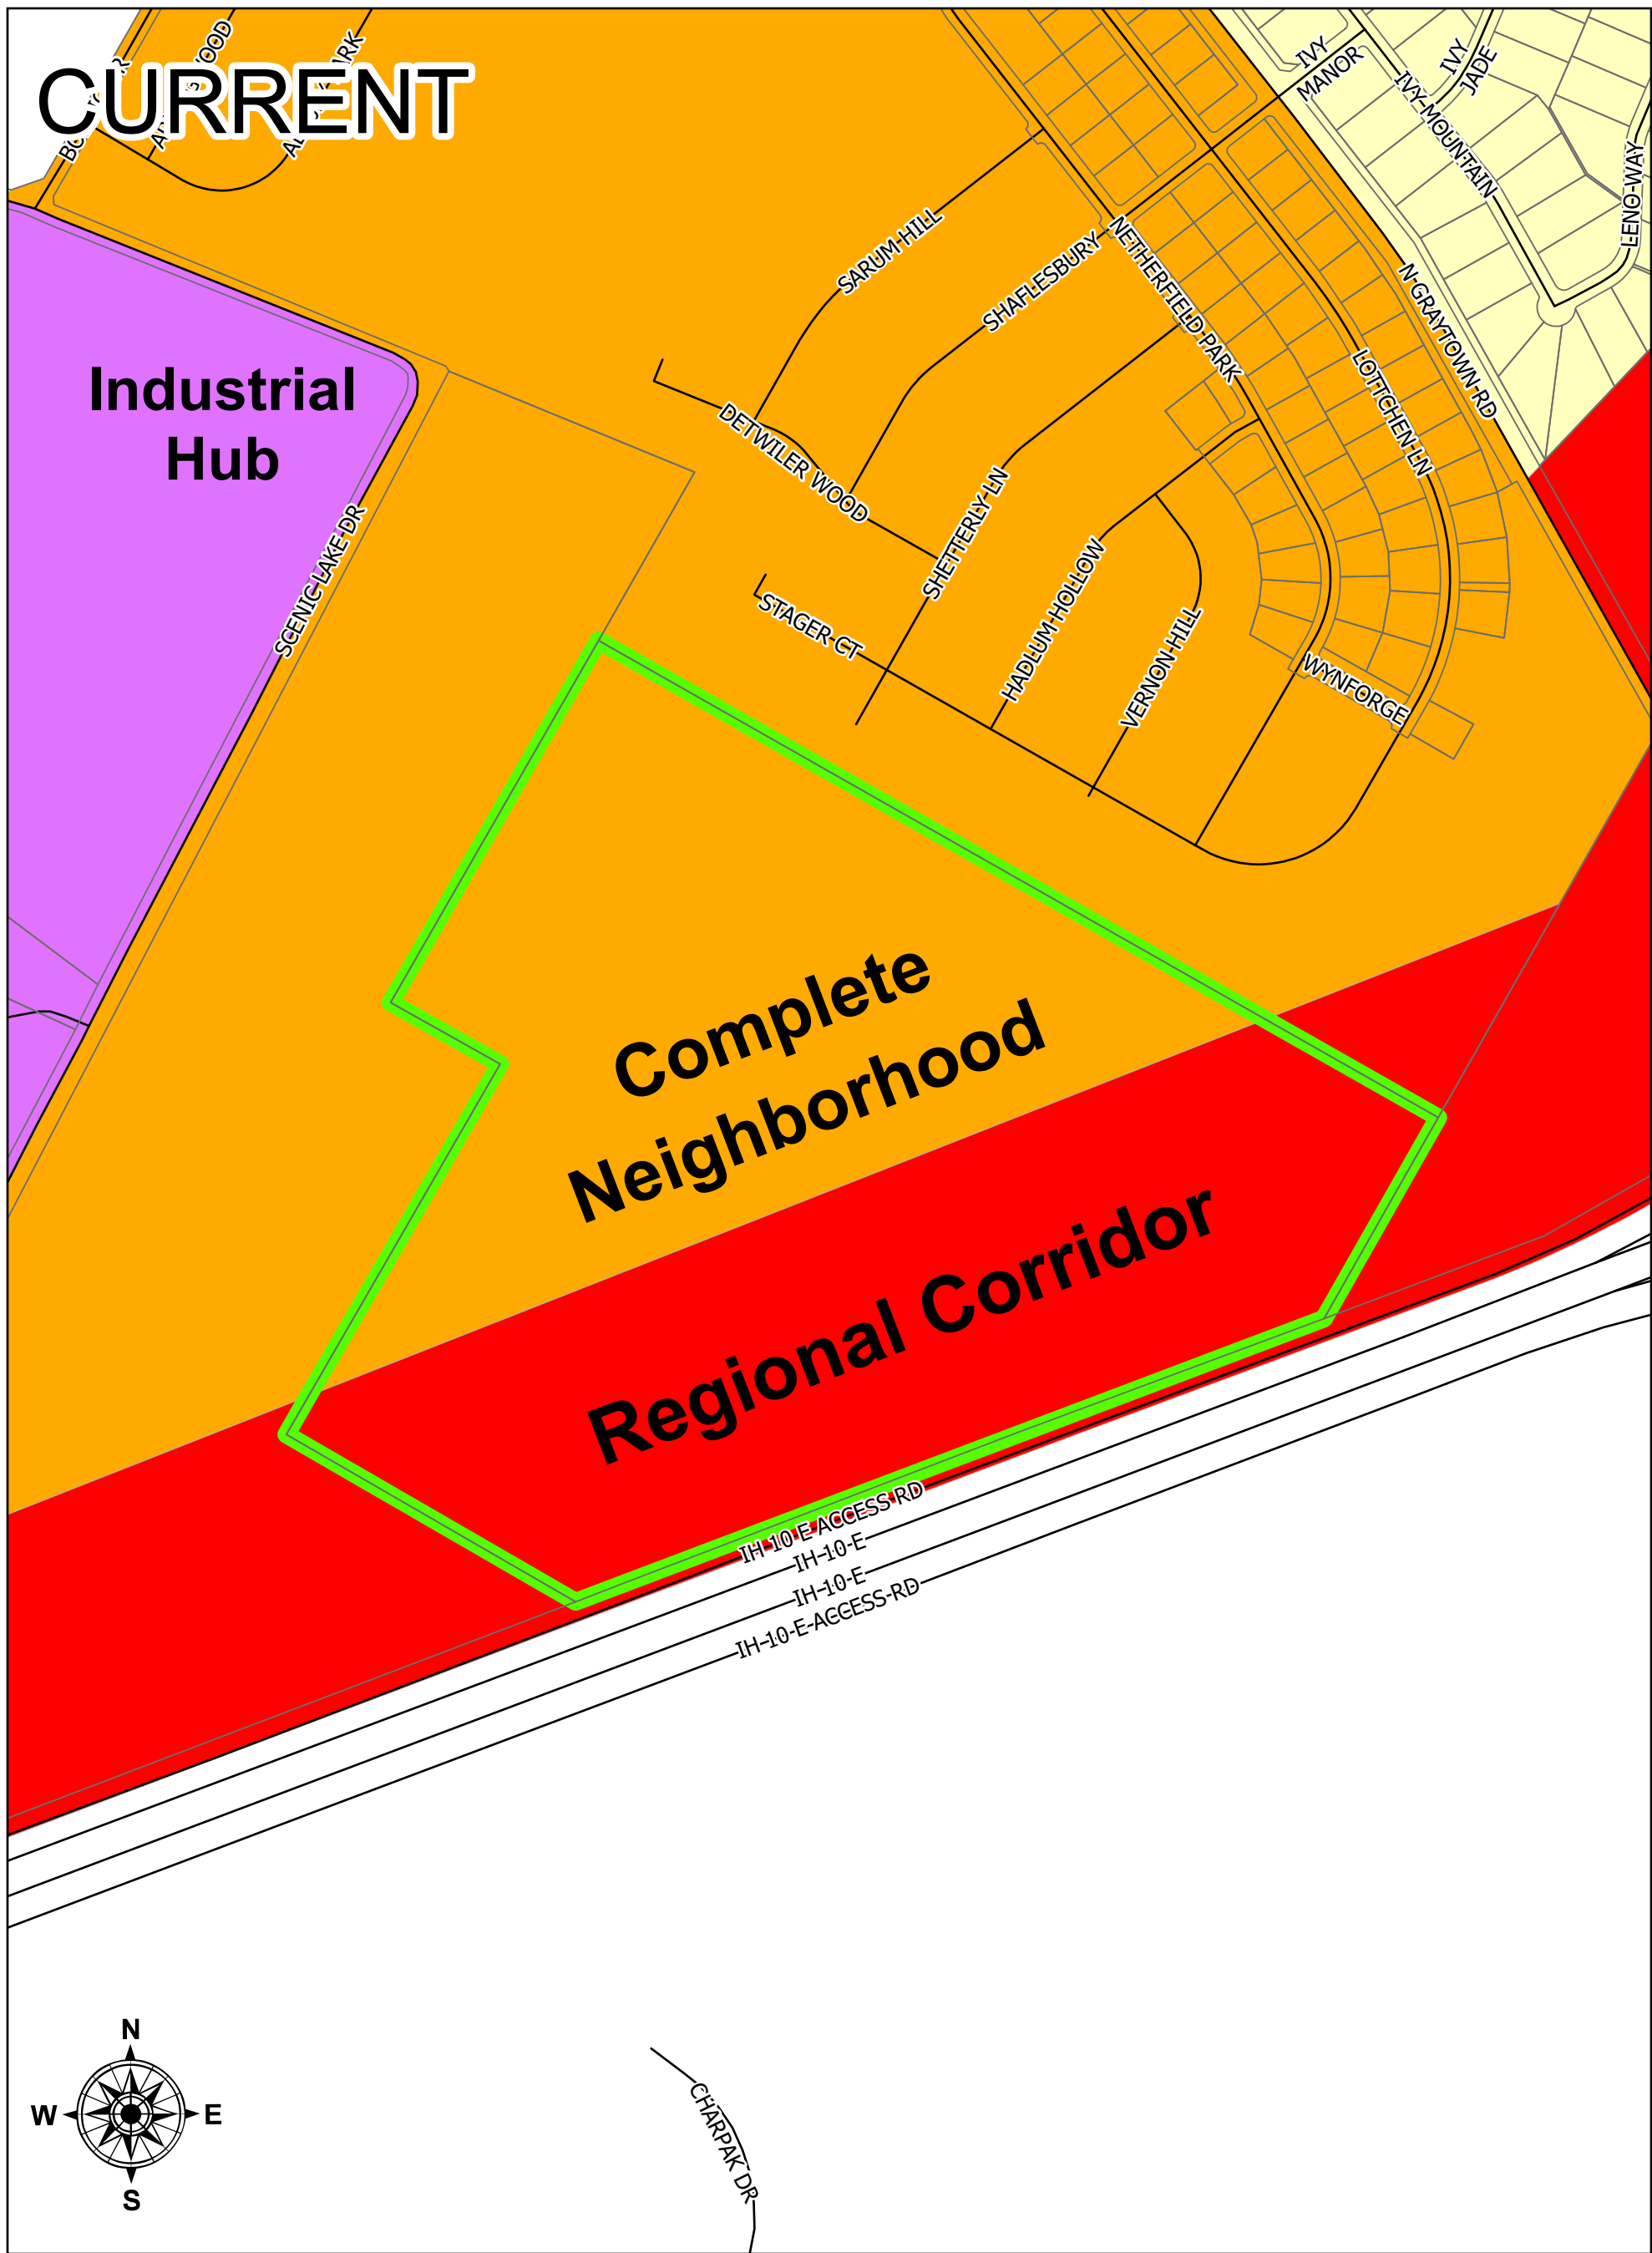 CURRENT
IVY
MANOR
IVY
JADE
IVY MOUNTAIN
LENO WAY
SARUM HILL
SHAFLESBURY
NETHERFIELD PARK
N GRAYTOWN RD
LOTTCHEN LN
Industrial
Hub
DETWILER WOOD
SHETTERLY LN
SCENIC LAKE DR
STAGER CT
HADLUM HOLLOW
VERNON HILL
WYNFORGE
Complete
Neighborhood
Regional Corridor
IH 10 E ACCESS RD
IH 10 E
IH 10 E
IH 10 E ACCESS RD
N
W
E
S
CHARPAK DR